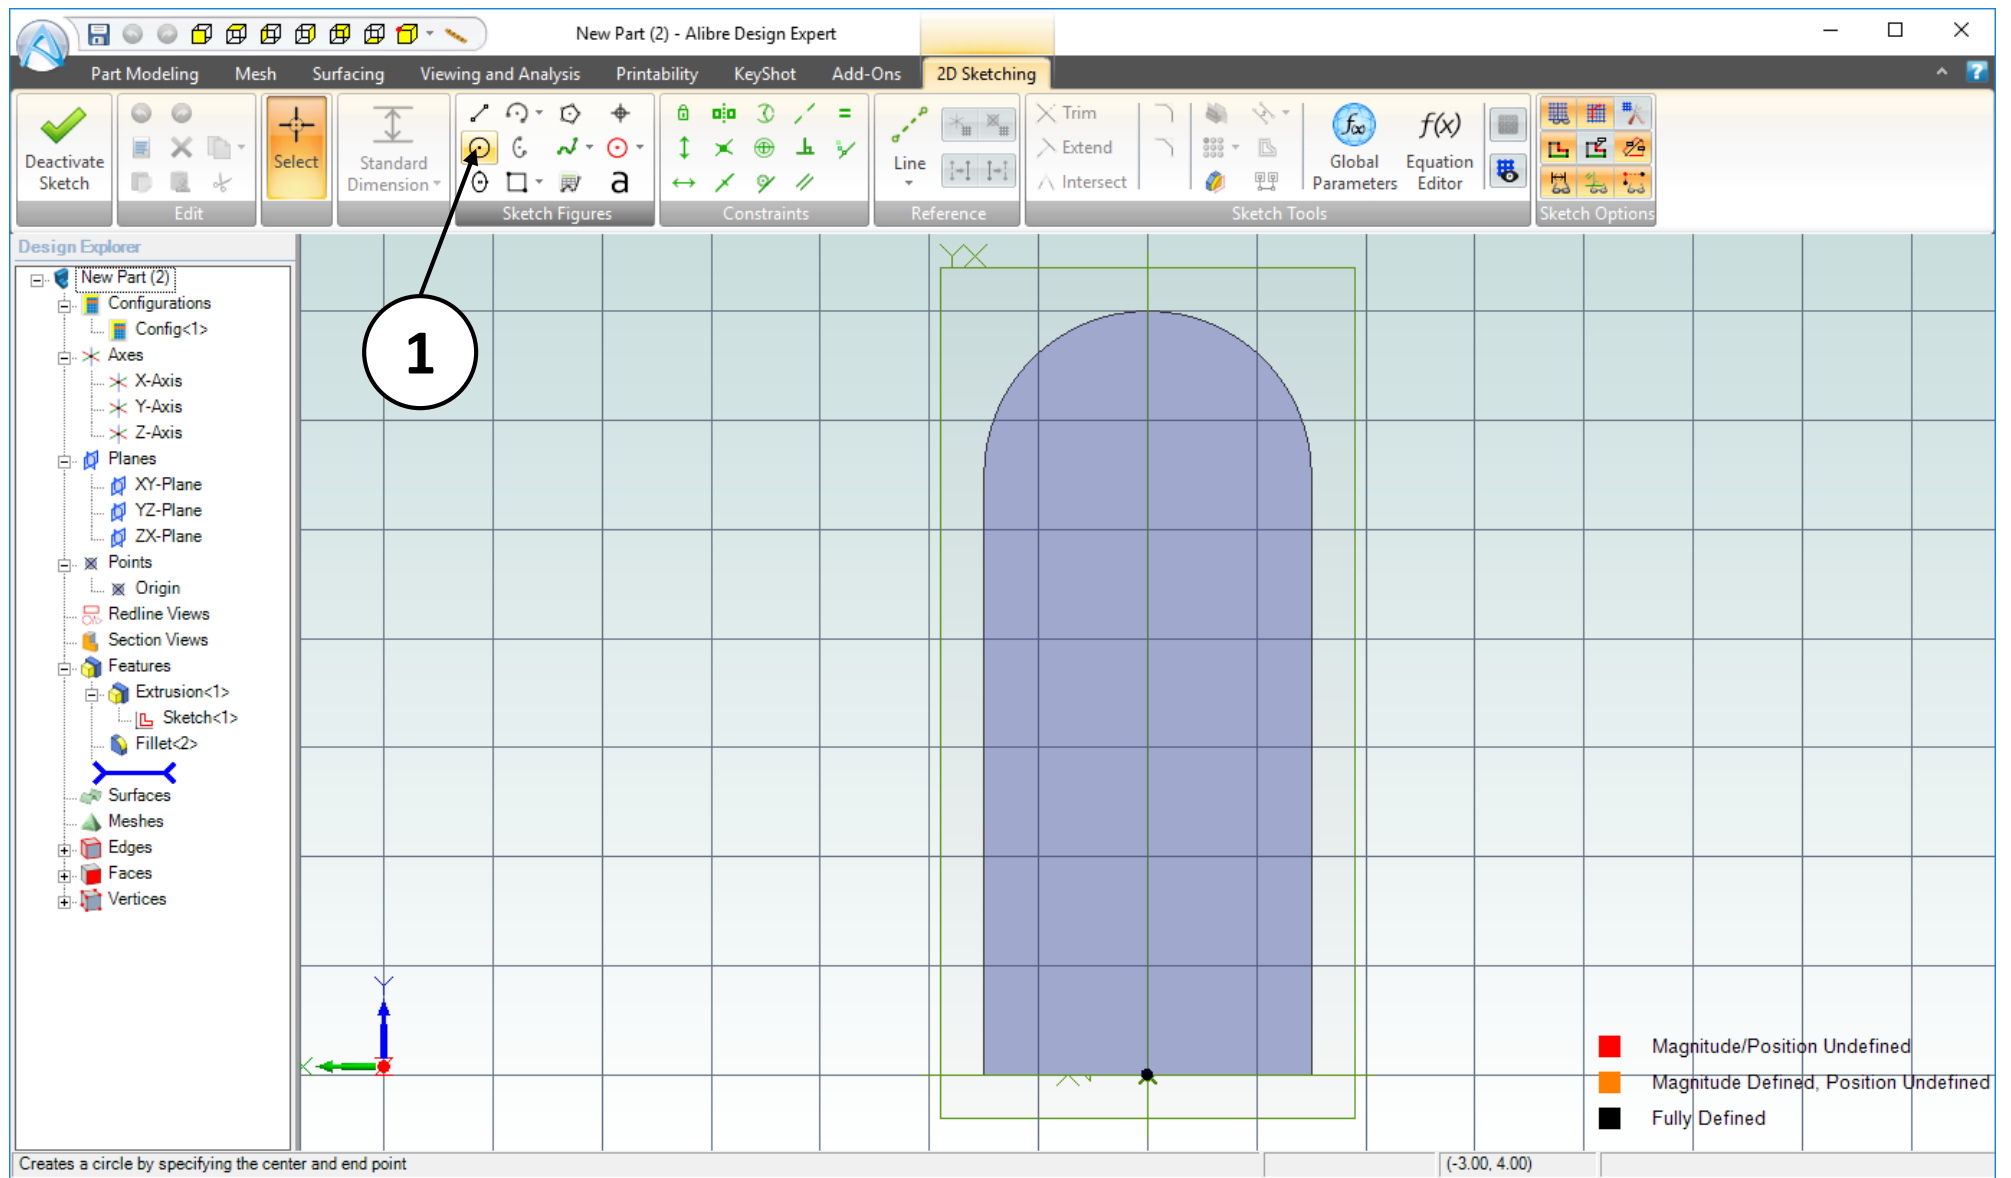 New Part (2) - Alibre Design Expert
Part Modeling Mesh Surfacing Viewing and Analysis Printability KeyShot Add-Ons 2D Sketching
Deactivate
Sketch
Edit
Select
Standard
Dimension
a
Sketch Figures
Constraints
Line
Reference
Trim
Extend
Intersect
Sketch Tools
f∞
Global
Parameters
f(x)
Equation
Editor
Sketch Options
1
Design Explorer
New Part (2)
Configurations
Config<1>
Axes
X-Axis
Y-Axis
Z-Axis
Planes
XY-Plane
YZ-Plane
ZX-Plane
Points
Origin
Redline Views
Section Views
Features
Extrusion<1>
Sketch<1>
Fillet<2>
Surfaces
Meshes
Edges
Faces
Vertices
YX
Y
X
Magnitude/Position Undefined
Magnitude Defined, Position Undefined
Fully Defined
Creates a circle by specifying the center and end point
(-3.00, 4.00)